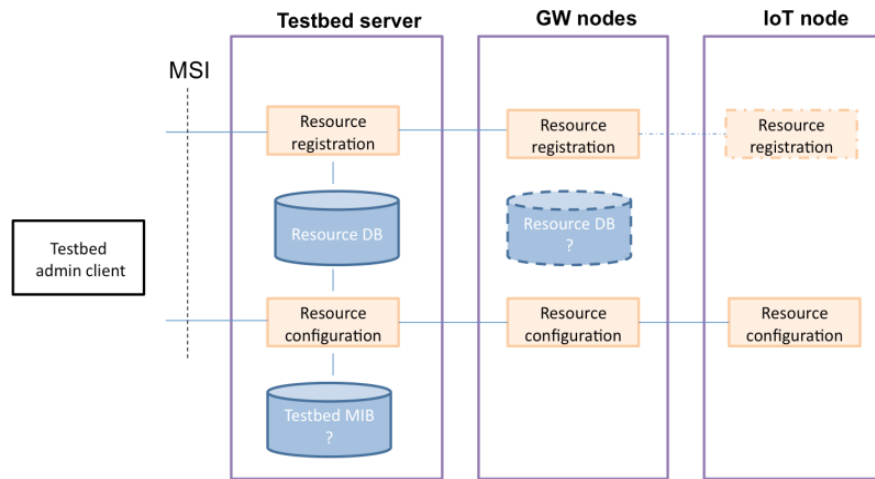 Testbed server
GW nodes
IoT node
MSI
Resource
registration
Resource
registration
Resource
registration
Resource DB
Resource DB
?
Testbed
admin client
Resource
configuration
Resource
configuration
Resource
configuration
Testbed MIB
?